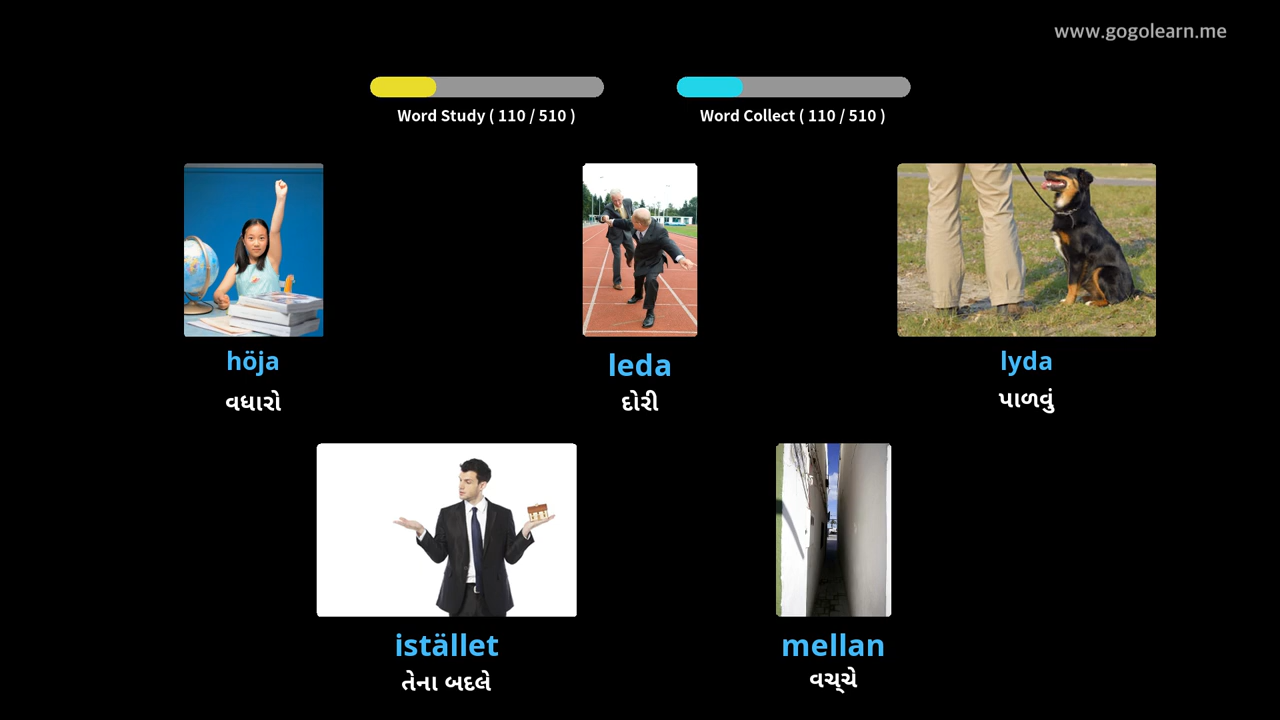 www.gogolearn.me
Word Study ( 110 / 510 )
Word Collect ( 110 / 510 )
höja
વધારો
leda
દોરી
lyda
પાળવું
istället
તેના બદલે
mellan
વચ્ચે